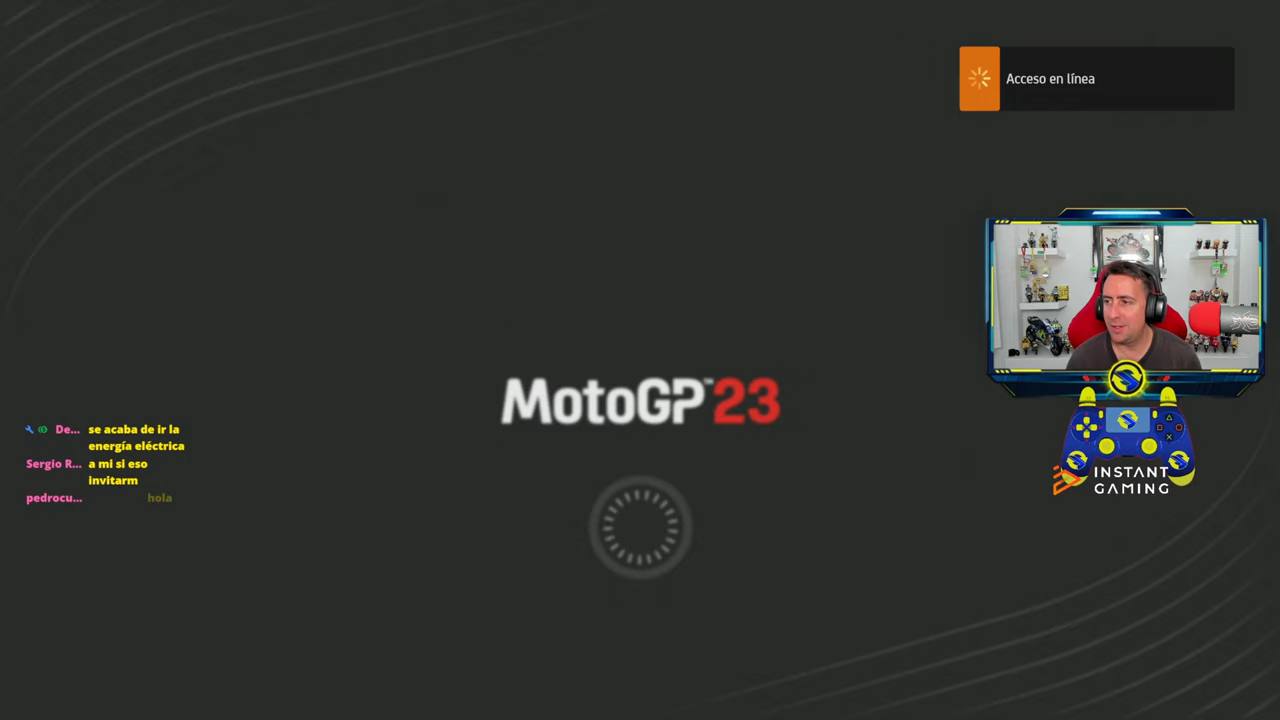 Acceso en línea
MotoGP™23
De... se acaba de ir la
energía eléctrica
Sergio R... a mi si eso
invitarm
pedrocu... hola
INSTANT
GAMING